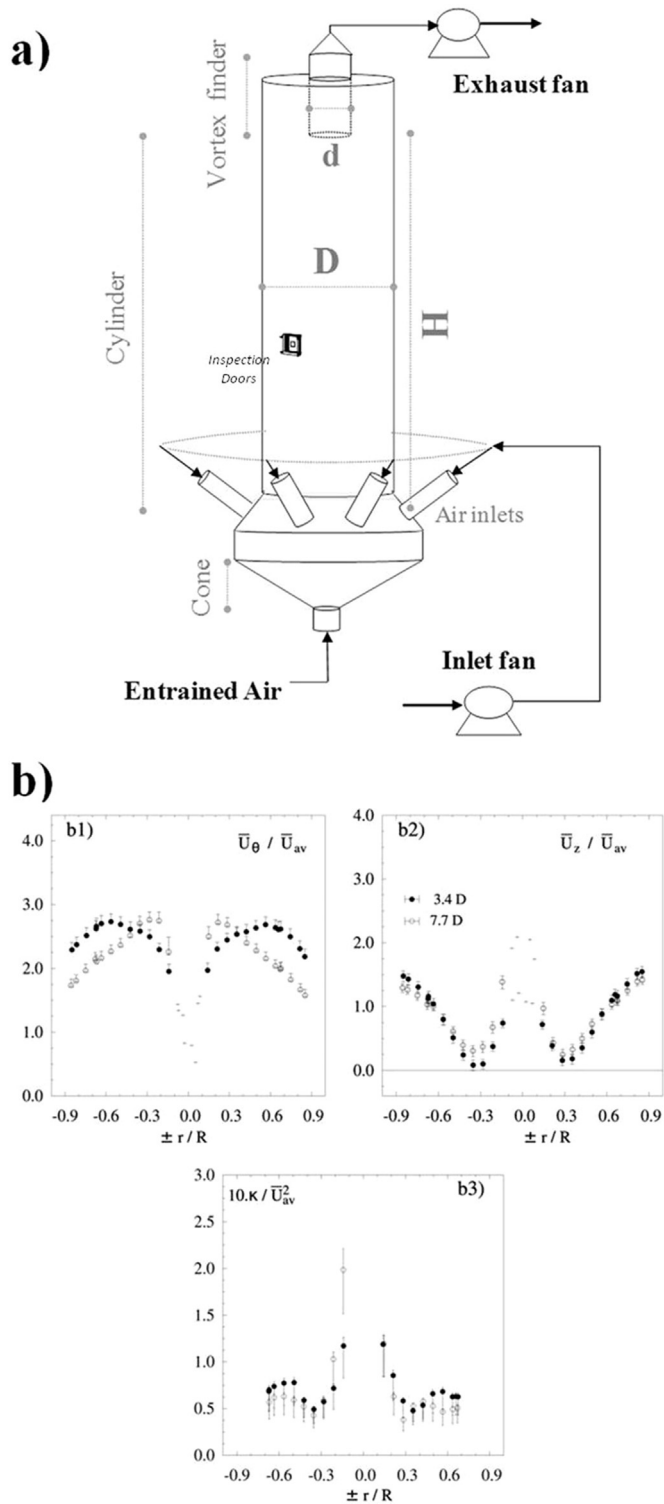 a)
Exhaust fan
Vortex finder
d
Cylinder
D
H
Inspection
Doors
Air inlets
Cone
Inlet fan
Entrained Air
b)
b1)
U̅θ / U̅av
4.0
3.0
2.0
1.0
0.0
-0.9 -0.6 -0.3 0.0 0.3 0.6 0.9
± r / R
b2)
U̅z / U̅av
3.4 D
7.7 D
4.0
3.0
2.0
1.0
0.0
-0.9 -0.6 -0.3 0.0 0.3 0.6 0.9
± r / R
10.κ / U̅²av
b3)
3.0
2.5
2.0
1.5
1.0
0.5
0.0
-0.9 -0.6 -0.3 0.0 0.3 0.6 0.9
± r / R